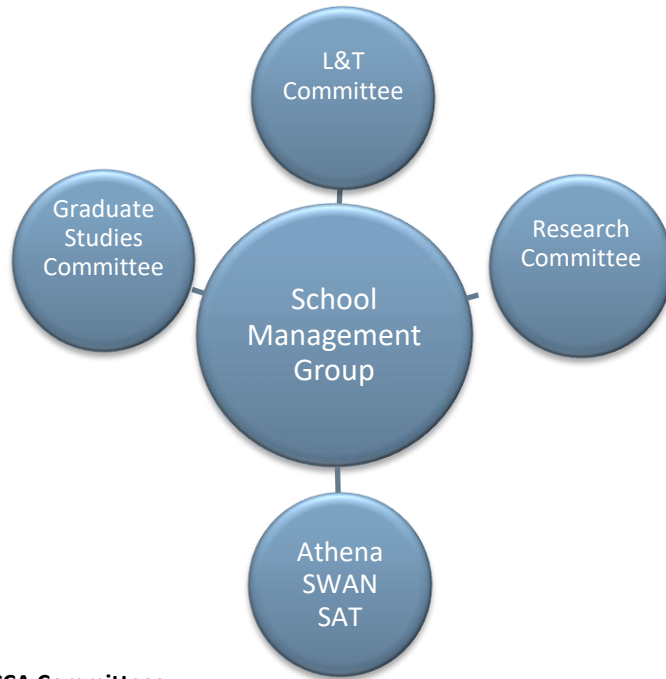 L&T
Committee
Graduate
Studies
Committee
Research
Committee
School
Management
Group
Athena
SWAN
SAT